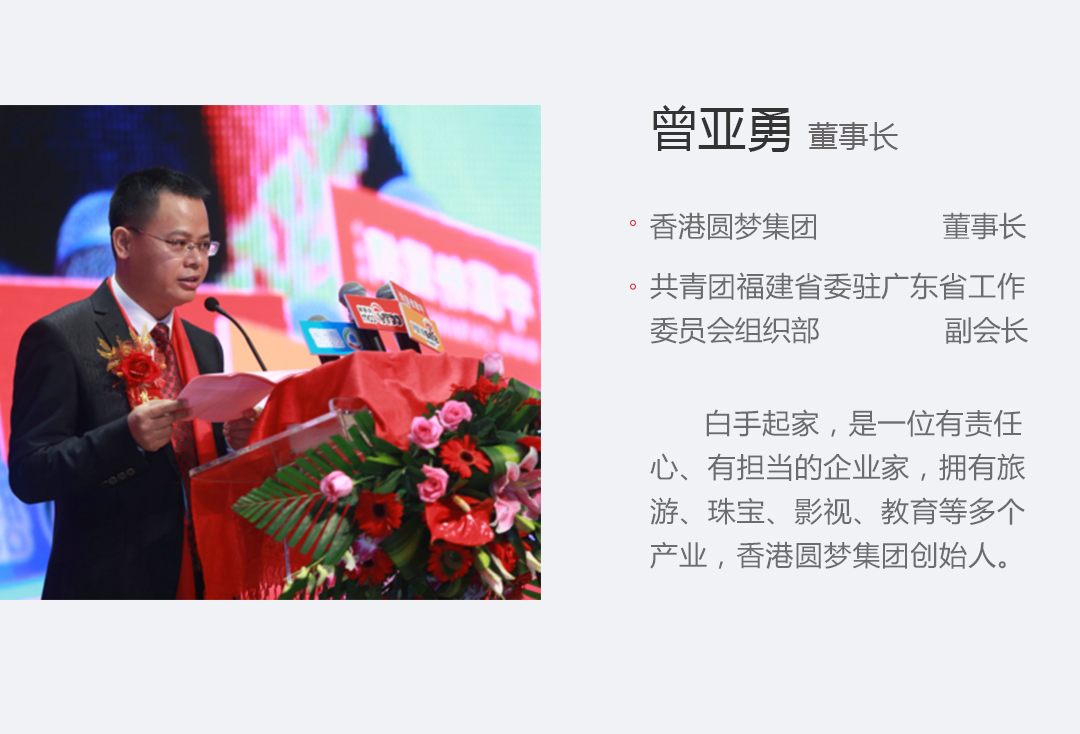 曾亚勇 董事长
香港圆梦集团 董事长
共青团福建省委驻广东省工作
委员会组织部 副会长
白手起家，是一位有责任
心、有担当的企业家，拥有旅
游、珠宝、影视、教育等多个
产业，香港圆梦集团创始人。